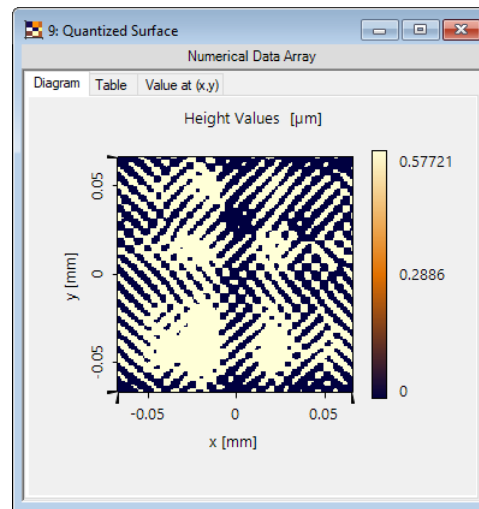 9: Quantized Surface
Numerical Data Array
Diagram Table Value at (x,y)
Height Values [µm]
0.57721
0.2886
0
y [mm]
0.05
0
-0.05
-0.05 0 0.05
x [mm]